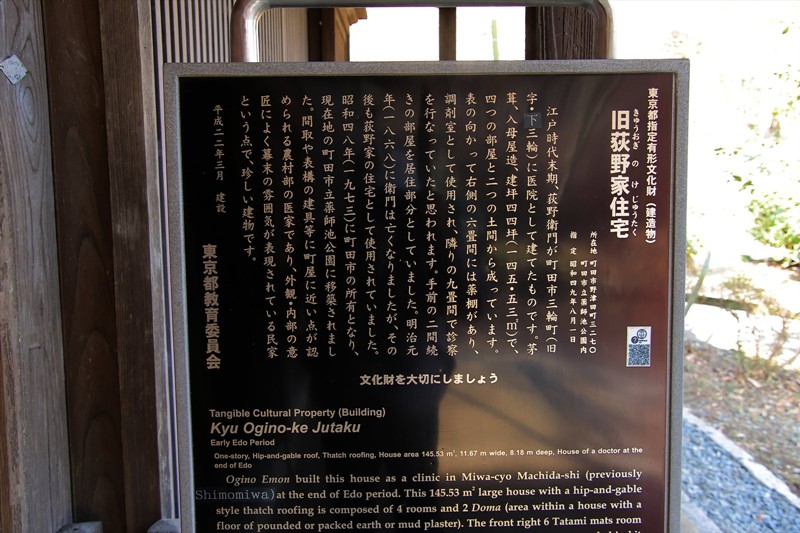 東京都指定有形文化財（建造物）
きゅうおぎのけじゅうたく
旧荻野家住宅
所在地　町田市野津田町三二七〇
町田市立薬師池公園内
指　定　昭和四九年八月一日
江戸時代末期、荻野衛門が町田市三輪町（旧
字・下三輪）に医院として建てたものです。茅
葺、入母屋造、建坪四四坪（一四五・五三㎡）で、
四つの部屋と二つの土間から成っています。
表の向かって右側の六畳間には薬棚があり、
調剤室として使用され、隣りの九畳間で診察
を行なっていたと思われます。手前の二間続
きの部屋を居住部分としていました。明治元
年（一八六八）に衛門は亡くなりましたが、その
後も荻野家の住宅として使用されていました。
昭和四八年（一九七三）に町田市の所有となり、
現在地の町田市立薬師池公園に移築されまし
た。間取や表構の建具等に町屋に近い点が認
められる農村部の医家であり、外観・内部の意
匠によく幕末の雰囲気が表現されている民家
という点で、珍しい建物です。
平成二二年三月　建設
東京都教育委員会
文化財を大切にしましょう
Tangible Cultural Property (Building)
Kyu Ogino-ke Jutaku
Early Edo Period
One-story, Hip-and-gable roof, Thatch roofing, House area 145.53 m², 11.67 m wide, 8.18 m deep, House of a doctor at the
end of Edo
Ogino Emon built this house as a clinic in Miwa-cyo Machida-shi (previously
Shimomiwa) at the end of Edo period. This 145.53 m² large house with a hip-and-gable
style thatch roofing is composed of 4 rooms and 2 Doma (area within a house with a
floor of pounded or packed earth or mud plaster). The front right 6 Tatami mats room